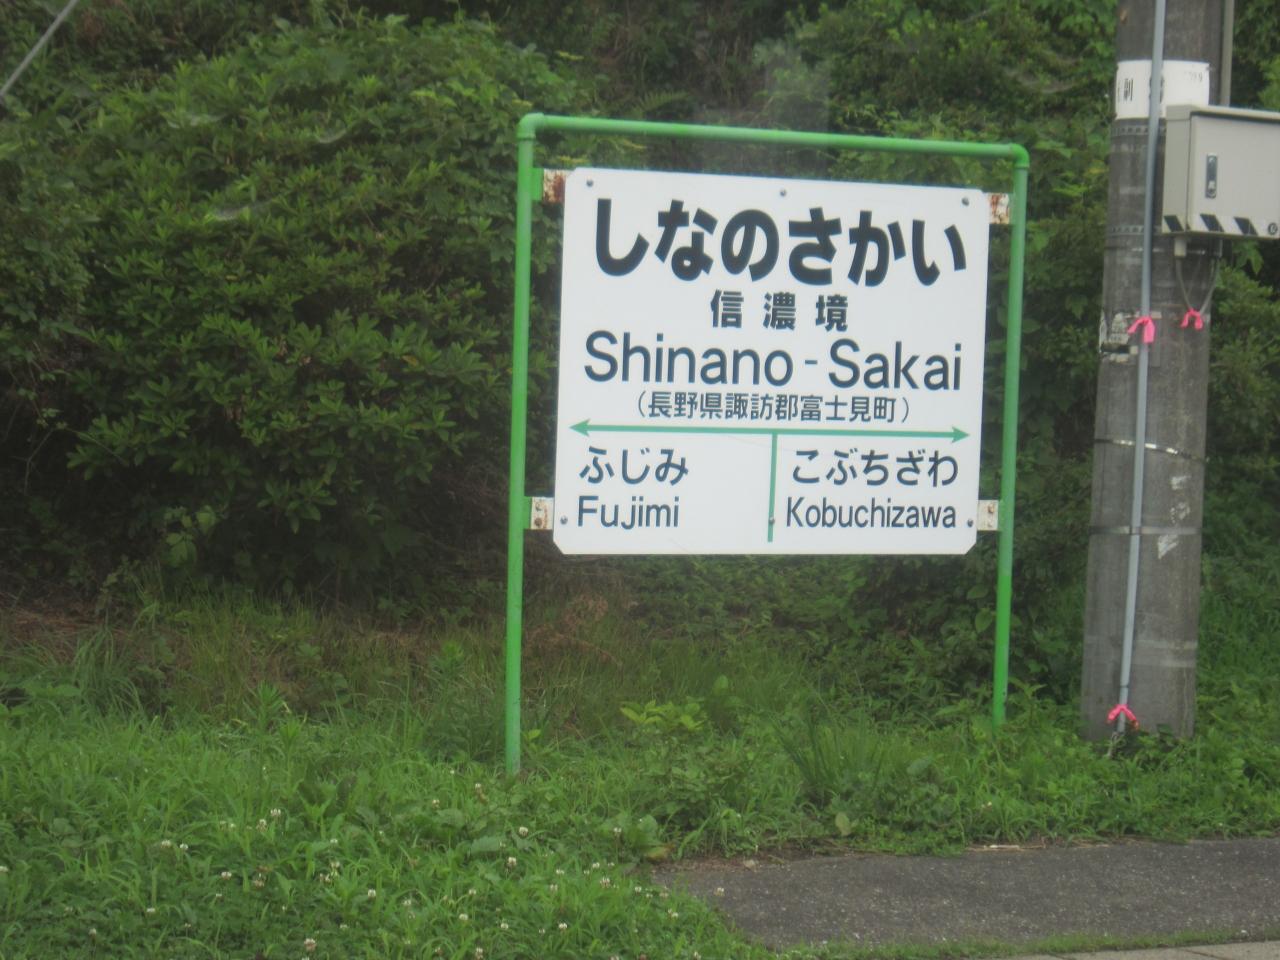 しなのさかい
信濃境
Shinano-Sakai
（長野県諏訪郡富士見町）
ふじみ
こぶちざわ
Fujimi
Kobuchizawa